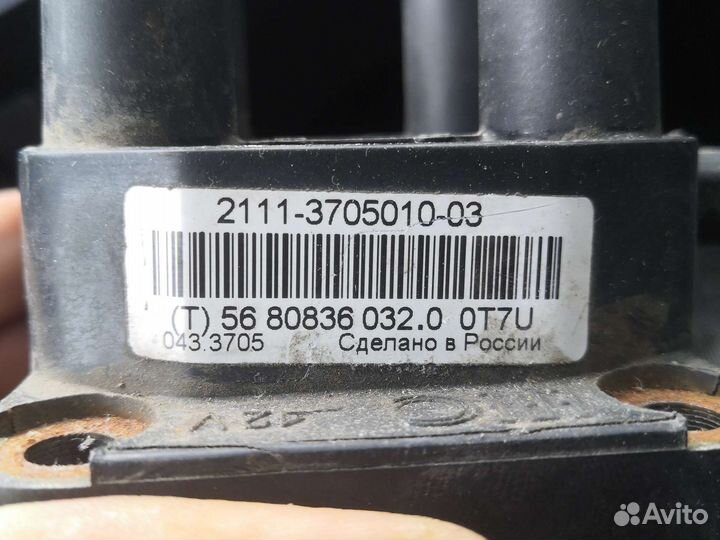 2111-3705010-03
(T) 56 80836 032.0 0T7U
043.3705 Сделано в России
12V
Avito